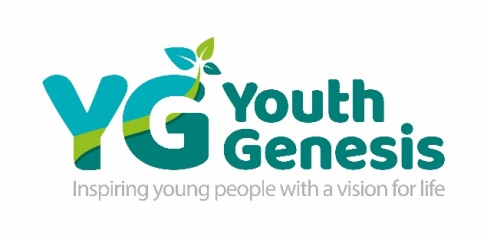 YG Youth
Genesis
Inspiring young people with a vision for life